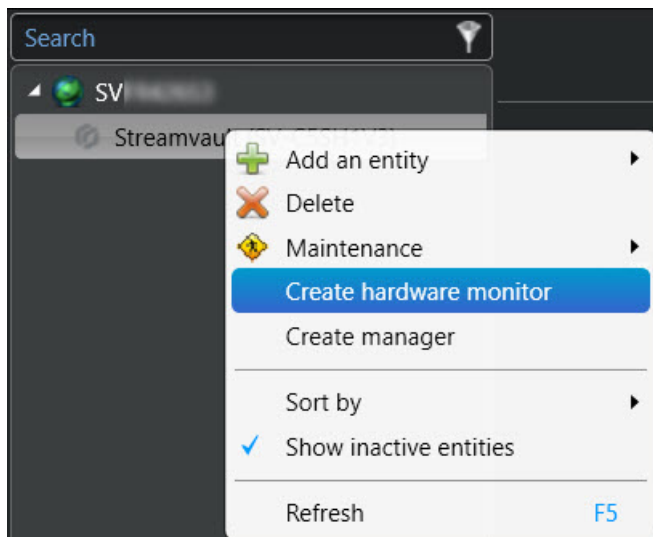 Search
SV
Streamvau
Add an entity
Delete
Maintenance
Create hardware monitor
Create manager
Sort by
Show inactive entities
Refresh F5